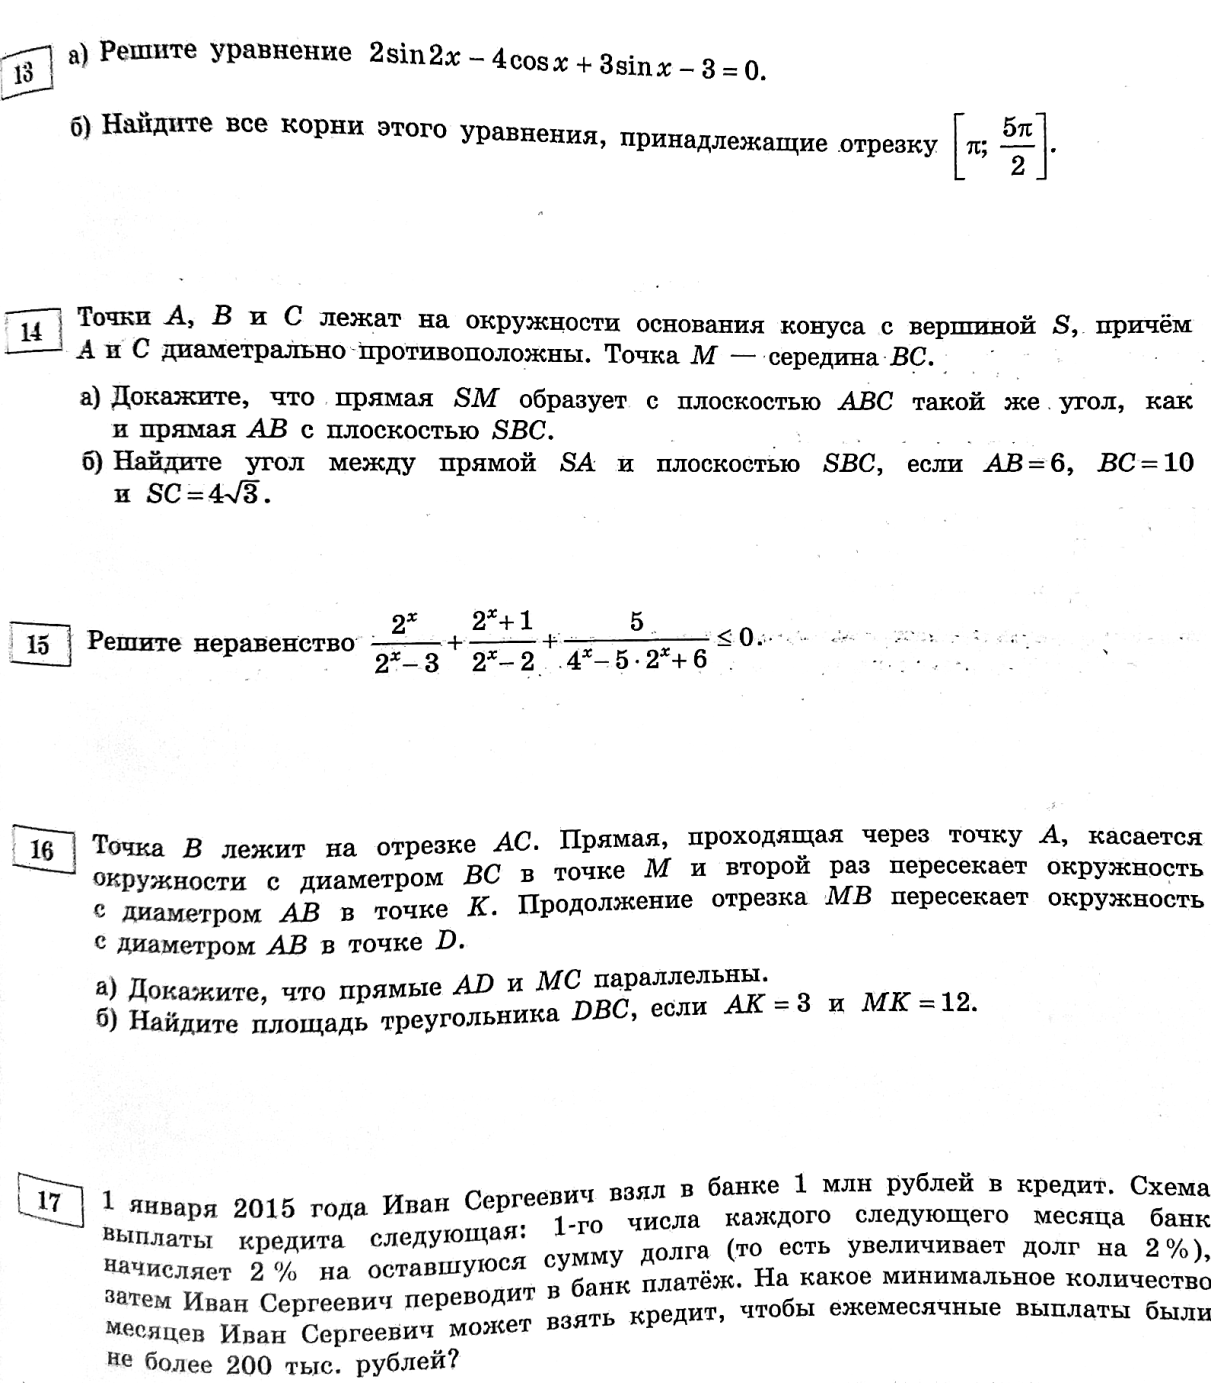 13 а) Решите уравнение 2sin2x – 4cosx + 3sinx – 3 = 0.
б) Найдите все корни этого уравнения, принадлежащие отрезку [π; 5π/2].
14 Точки A, B и C лежат на окружности основания конуса с вершиной S, причём
A и C диаметрально противоположны. Точка M — середина BC.
а) Докажите, что прямая SM образует с плоскостью ABC такой же угол, как
и прямая AB с плоскостью SBC.
б) Найдите угол между прямой SA и плоскостью SBC, если AB = 6, BC = 10
и SC = 4√3.
15 Решите неравенство 2^x/(2^x – 3) + (2^x + 1)/(2^x – 2) + 5/(4^x – 5 · 2^x + 6) ≤ 0.
16 Точка B лежит на отрезке AC. Прямая, проходящая через точку A, касается
окружности с диаметром BC в точке M и второй раз пересекает окружность
с диаметром AB в точке K. Продолжение отрезка MB пересекает окружность
с диаметром AB в точке D.
а) Докажите, что прямые AD и MC параллельны.
б) Найдите площадь треугольника DBC, если AK = 3 и MK = 12.
17 1 января 2015 года Иван Сергеевич взял в банке 1 млн рублей в кредит. Схема
выплаты кредита следующая: 1-го числа каждого следующего месяца банк
начисляет 2 % на оставшуюся сумму долга (то есть увеличивает долг на 2 %),
затем Иван Сергеевич переводит в банк платёж. На какое минимальное количество
месяцев Иван Сергеевич может взять кредит, чтобы ежемесячные выплаты были
не более 200 тыс. рублей?